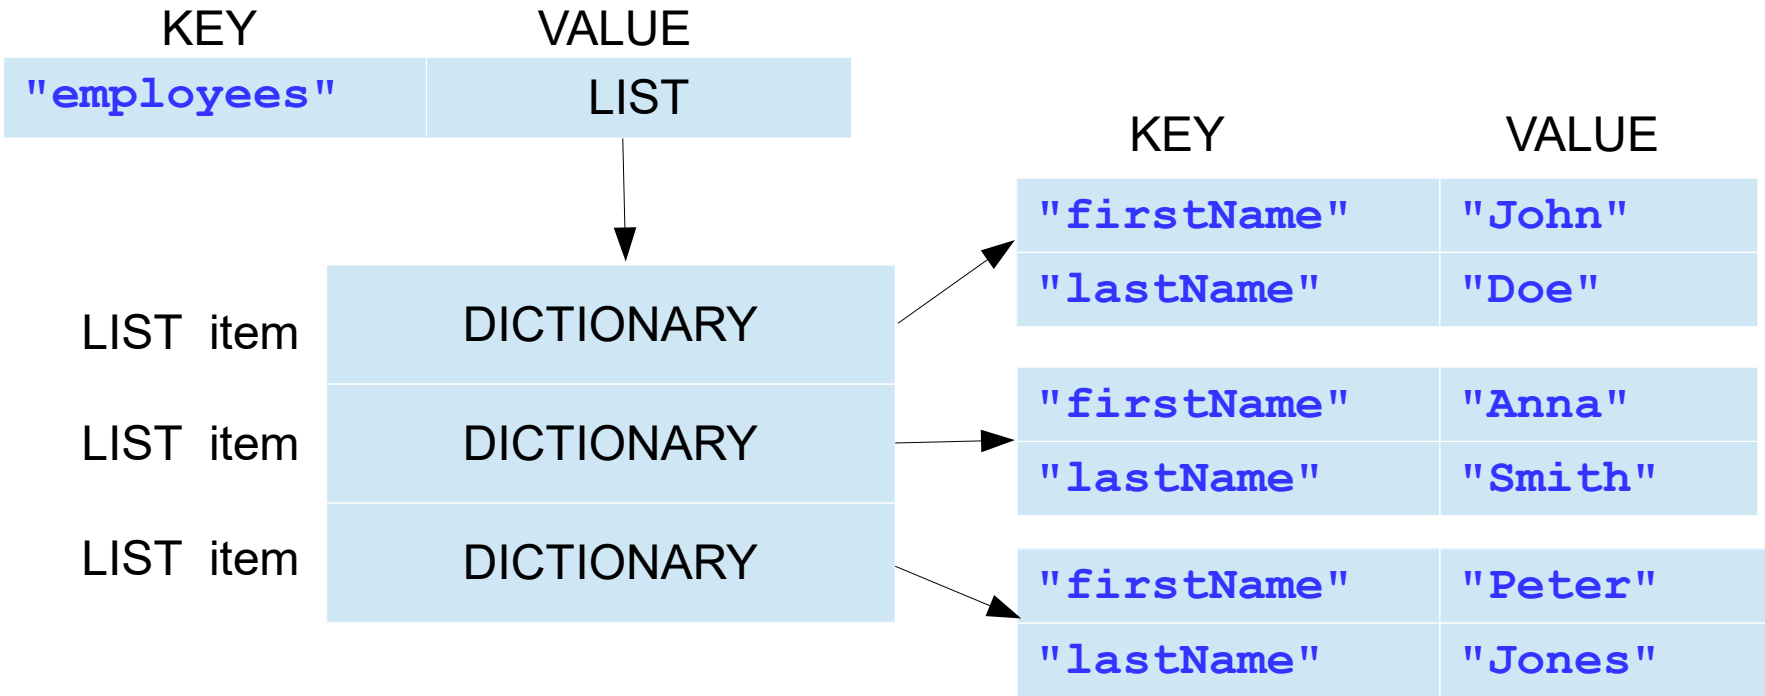 KEY VALUE
"employees" LIST
KEY VALUE
"firstName" "John"
"lastName" "Doe"
LIST item DICTIONARY
"firstName" "Anna"
LIST item DICTIONARY
"lastName" "Smith"
LIST item DICTIONARY
"firstName" "Peter"
"lastName" "Jones"